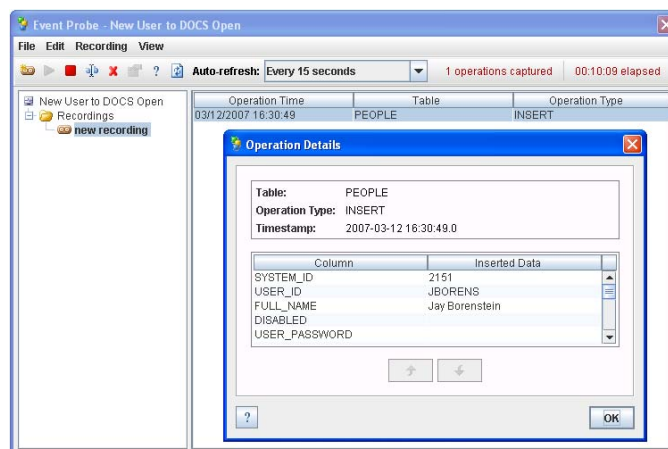 Event Probe - New User to DOCS Open
File Edit Recording View
? Auto-refresh: Every 15 seconds 1 operations captured 00:10:09 elapsed
New User to DOCS Open
Recordings
new recording
Operation Time Table Operation Type
03/12/2007 16:30:49 PEOPLE INSERT
Operation Details
Table: PEOPLE
Operation Type: INSERT
Timestamp: 2007-03-12 16:30:49.0
Column Inserted Data
SYSTEM_ID 2151
USER_ID JBORENS
FULL_NAME Jay Borenstein
DISABLED
USER_PASSWORD
? OK